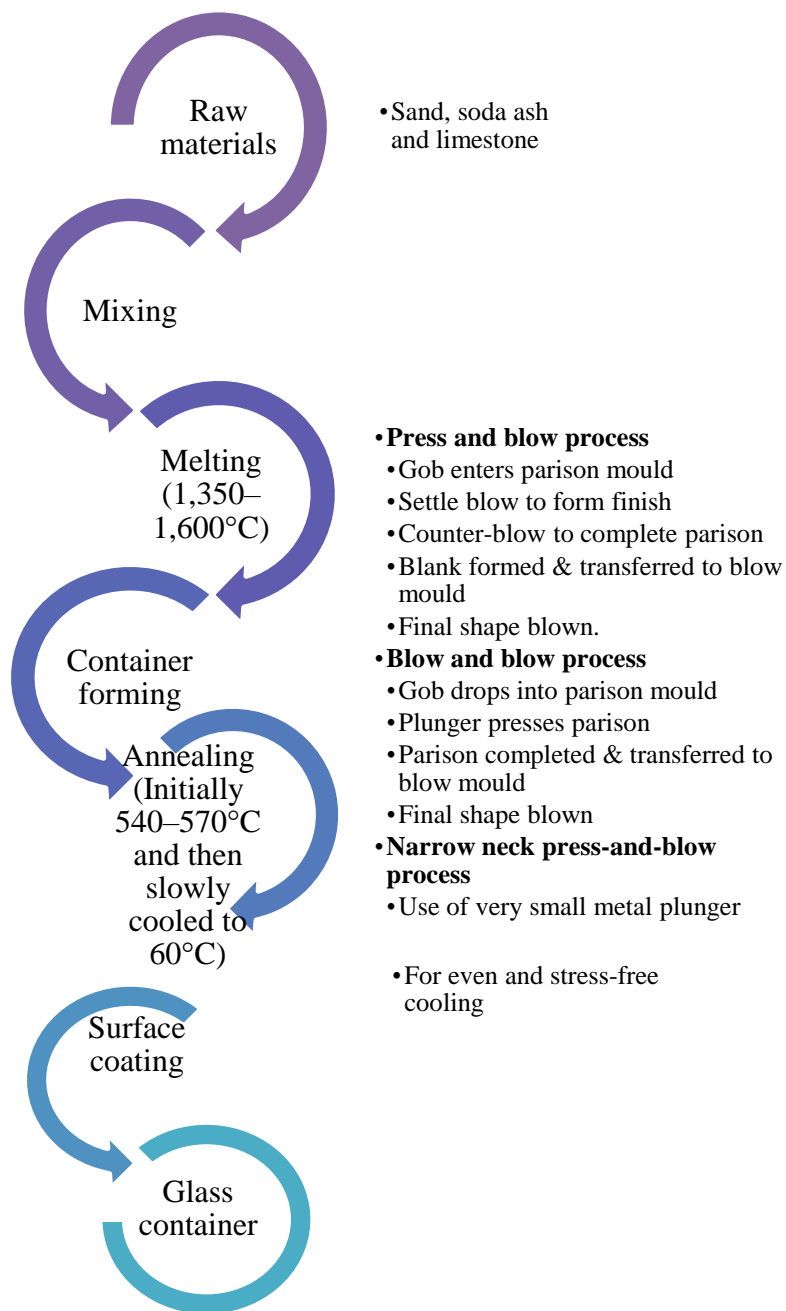 Raw
materials
•Sand, soda ash
and limestone
Mixing
Melting
(1,350–
1,600°C)
•Press and blow process
•Gob enters parison mould
•Settle blow to form finish
•Counter-blow to complete parison
•Blank formed & transferred to blow
mould
•Final shape blown.
•Blow and blow process
•Gob drops into parison mould
•Plunger presses parison
•Parison completed & transferred to
blow mould
•Final shape blown
•Narrow neck press-and-blow
process
•Use of very small metal plunger
Container
forming
Annealing
(Initially
540–570°C
and then
slowly
cooled to
60°C)
•For even and stress-free
cooling
Surface
coating
Glass
container